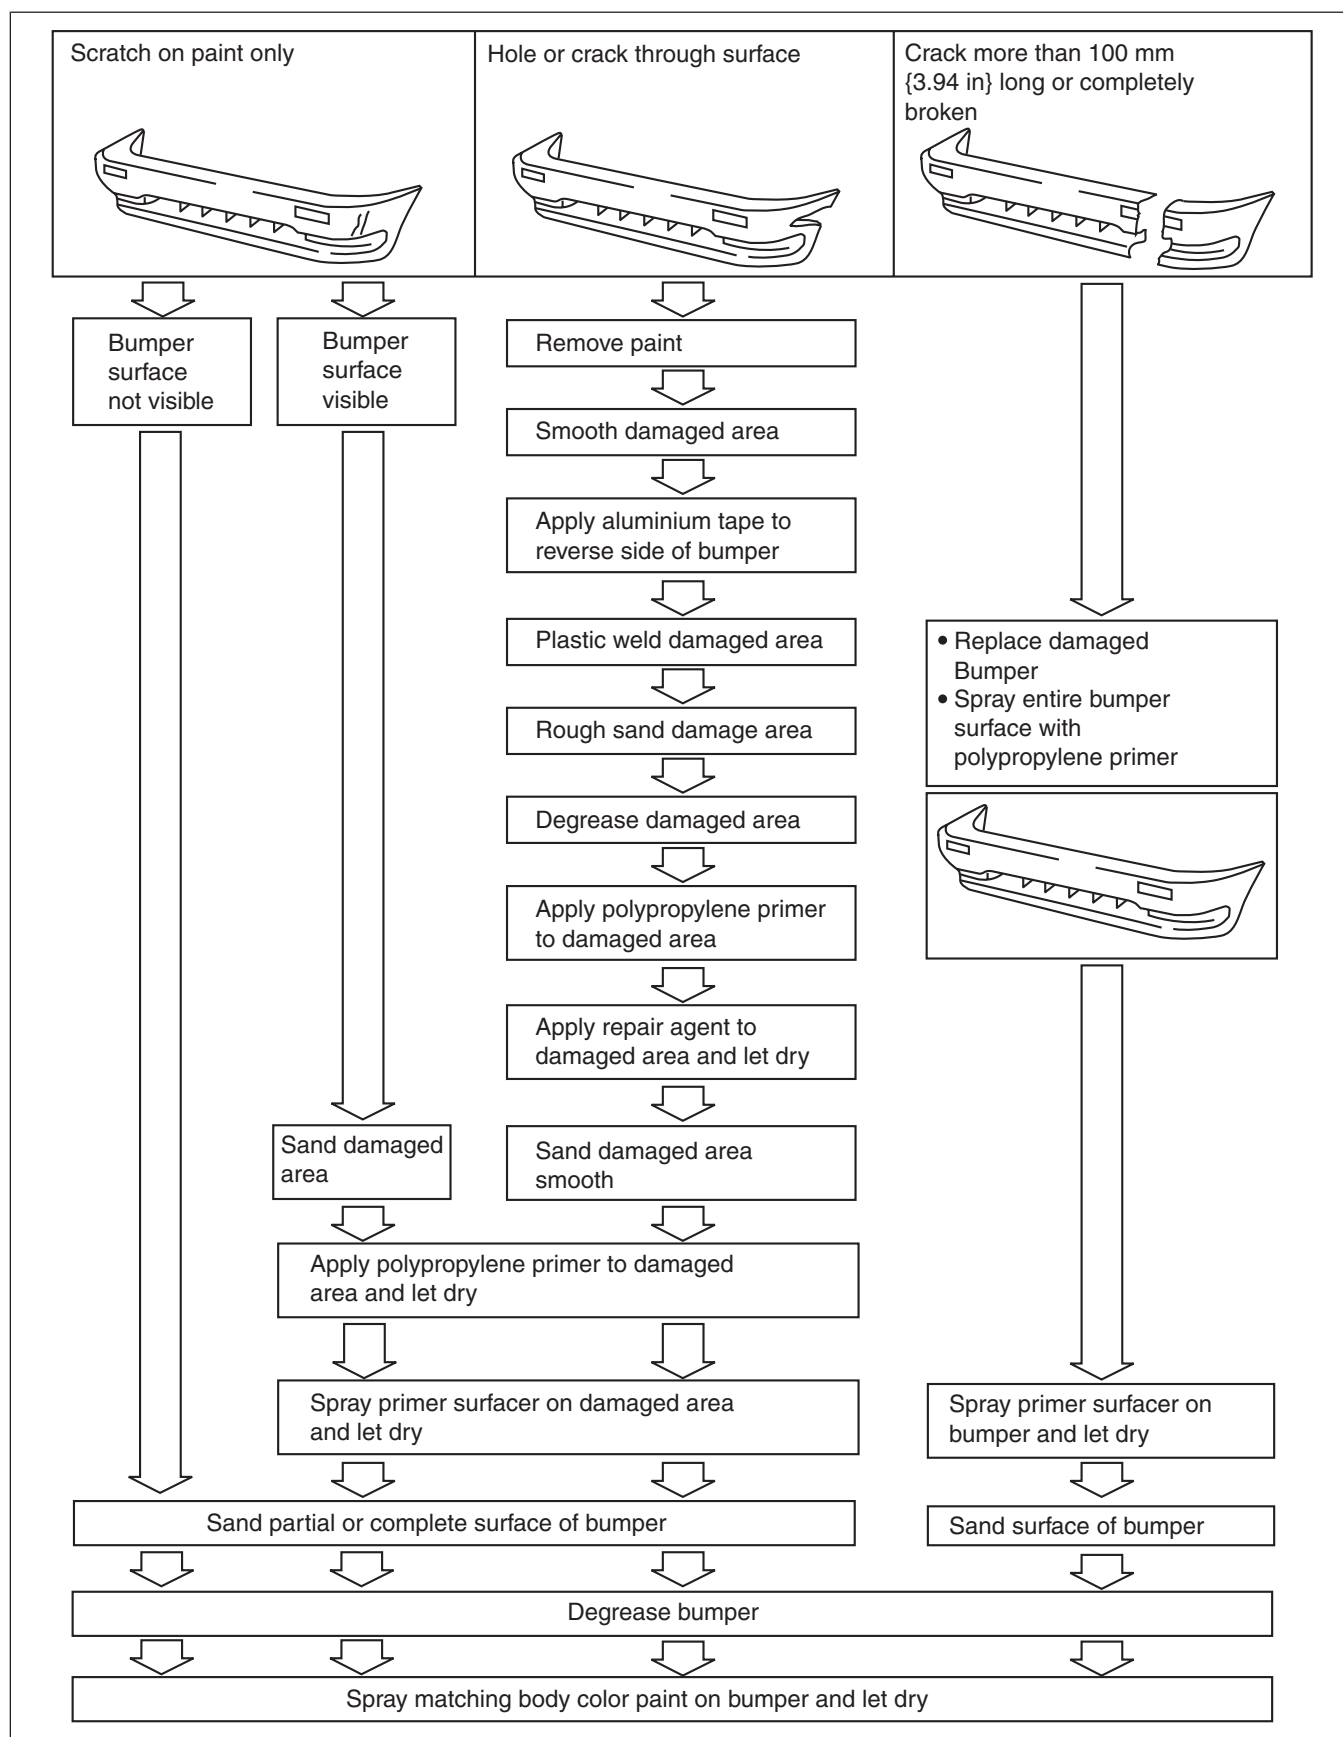 Scratch on paint only
Hole or crack through surface
Crack more than 100 mm
{3.94 in} long or completely
broken
Bumper
surface
not visible
Bumper
surface
visible
Remove paint
Smooth damaged area
Apply aluminium tape to
reverse side of bumper
Plastic weld damaged area
Rough sand damage area
Degrease damaged area
Apply polypropylene primer
to damaged area
Apply repair agent to
damaged area and let dry
Sand damaged
area
Sand damaged area
smooth
Apply polypropylene primer to damaged
area and let dry
Spray primer surfacer on damaged area
and let dry
• Replace damaged
Bumper
• Spray entire bumper
surface with
polypropylene primer
Spray primer surfacer on
bumper and let dry
Sand partial or complete surface of bumper
Sand surface of bumper
Degrease bumper
Spray matching body color paint on bumper and let dry